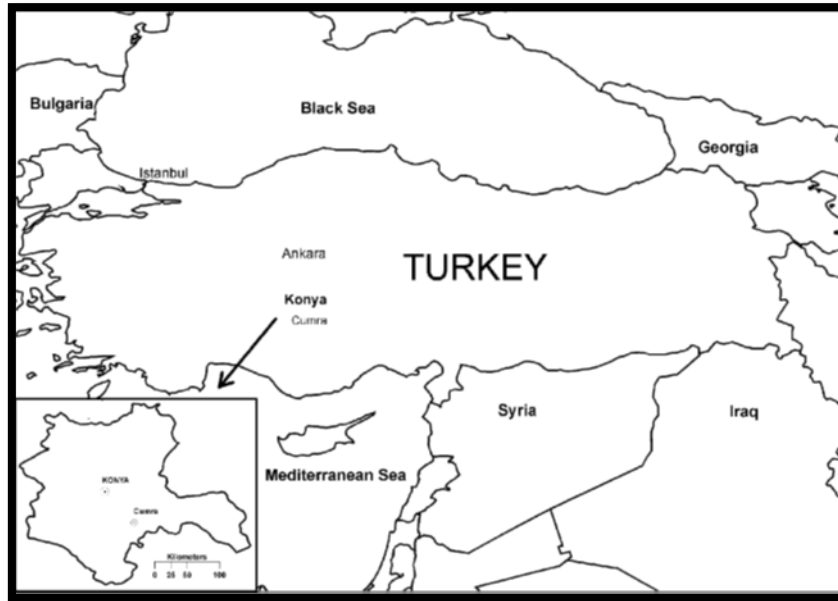 Bulgaria
Black Sea
Georgia
Istanbul
Ankara
TURKEY
Konya
Cumra
Syria
Iraq
Mediterranean Sea
KONYA
Cumra
Kilometers
0 25 50 100